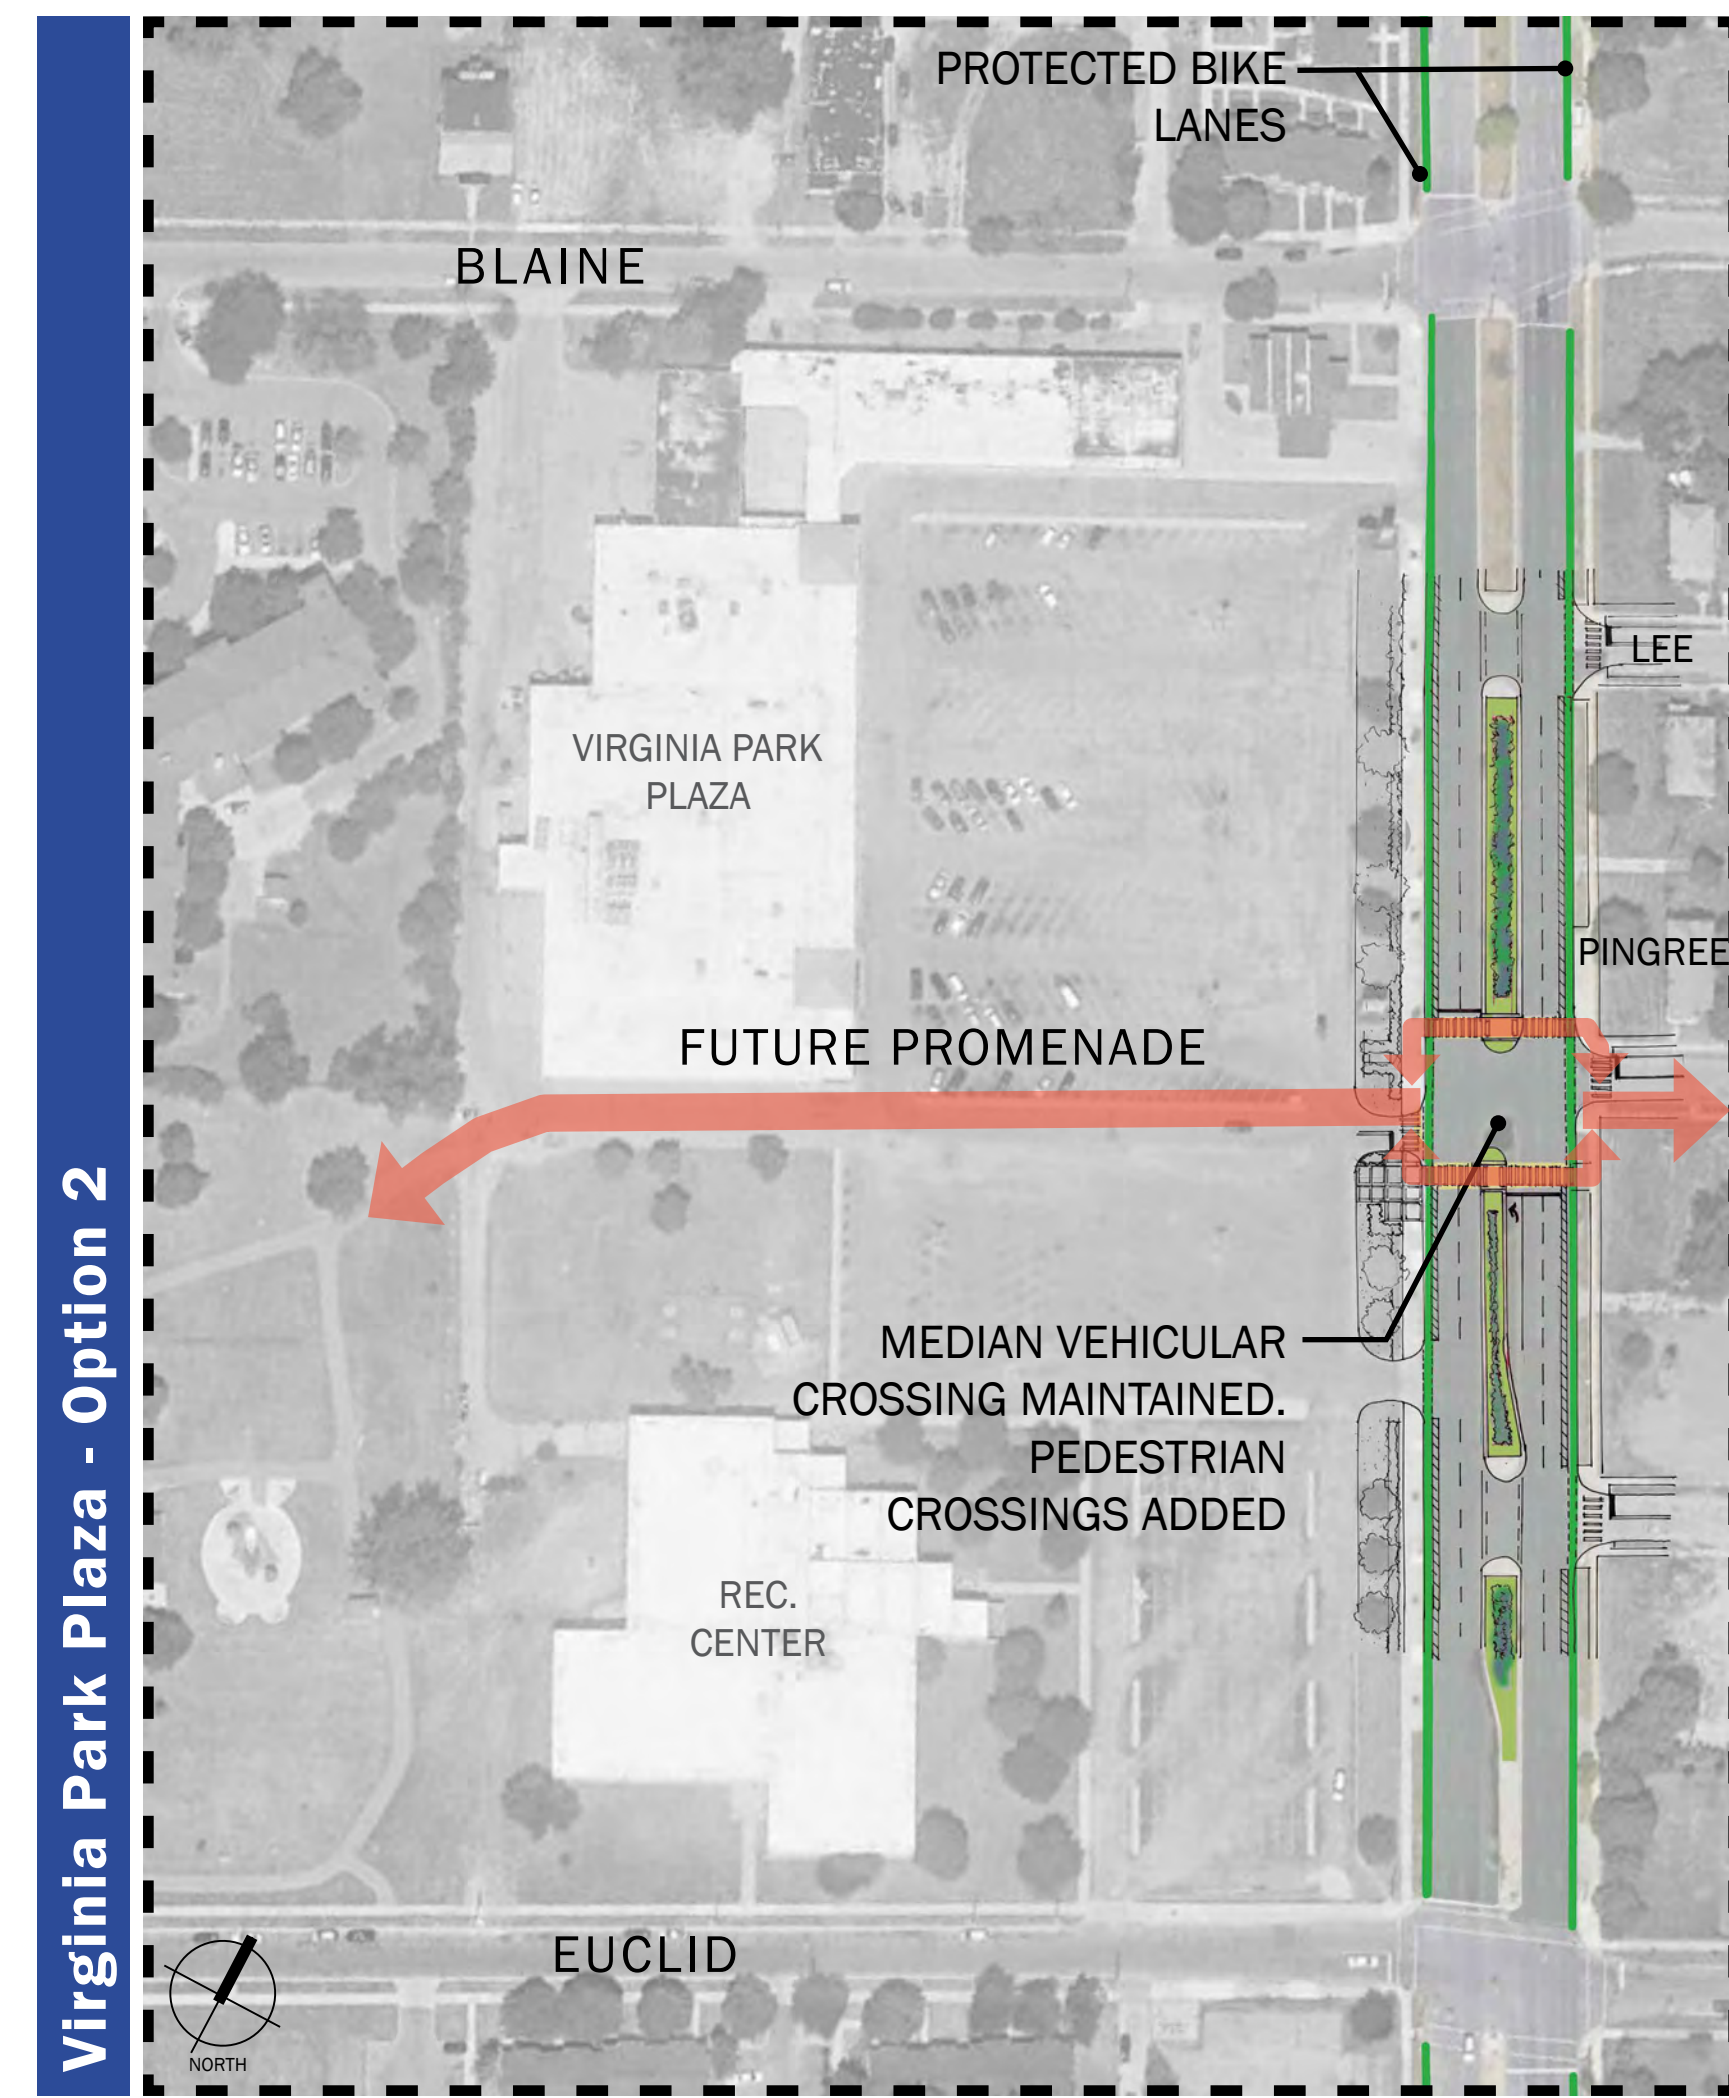 Virginia Park Plaza - Option 2
PROTECTED BIKE
LANES
BLAINE
LEE
VIRGINIA PARK
PLAZA
PINGREE
FUTURE PROMENADE
MEDIAN VEHICULAR
CROSSING MAINTAINED.
PEDESTRIAN
CROSSINGS ADDED
REC.
CENTER
EUCLID
NORTH